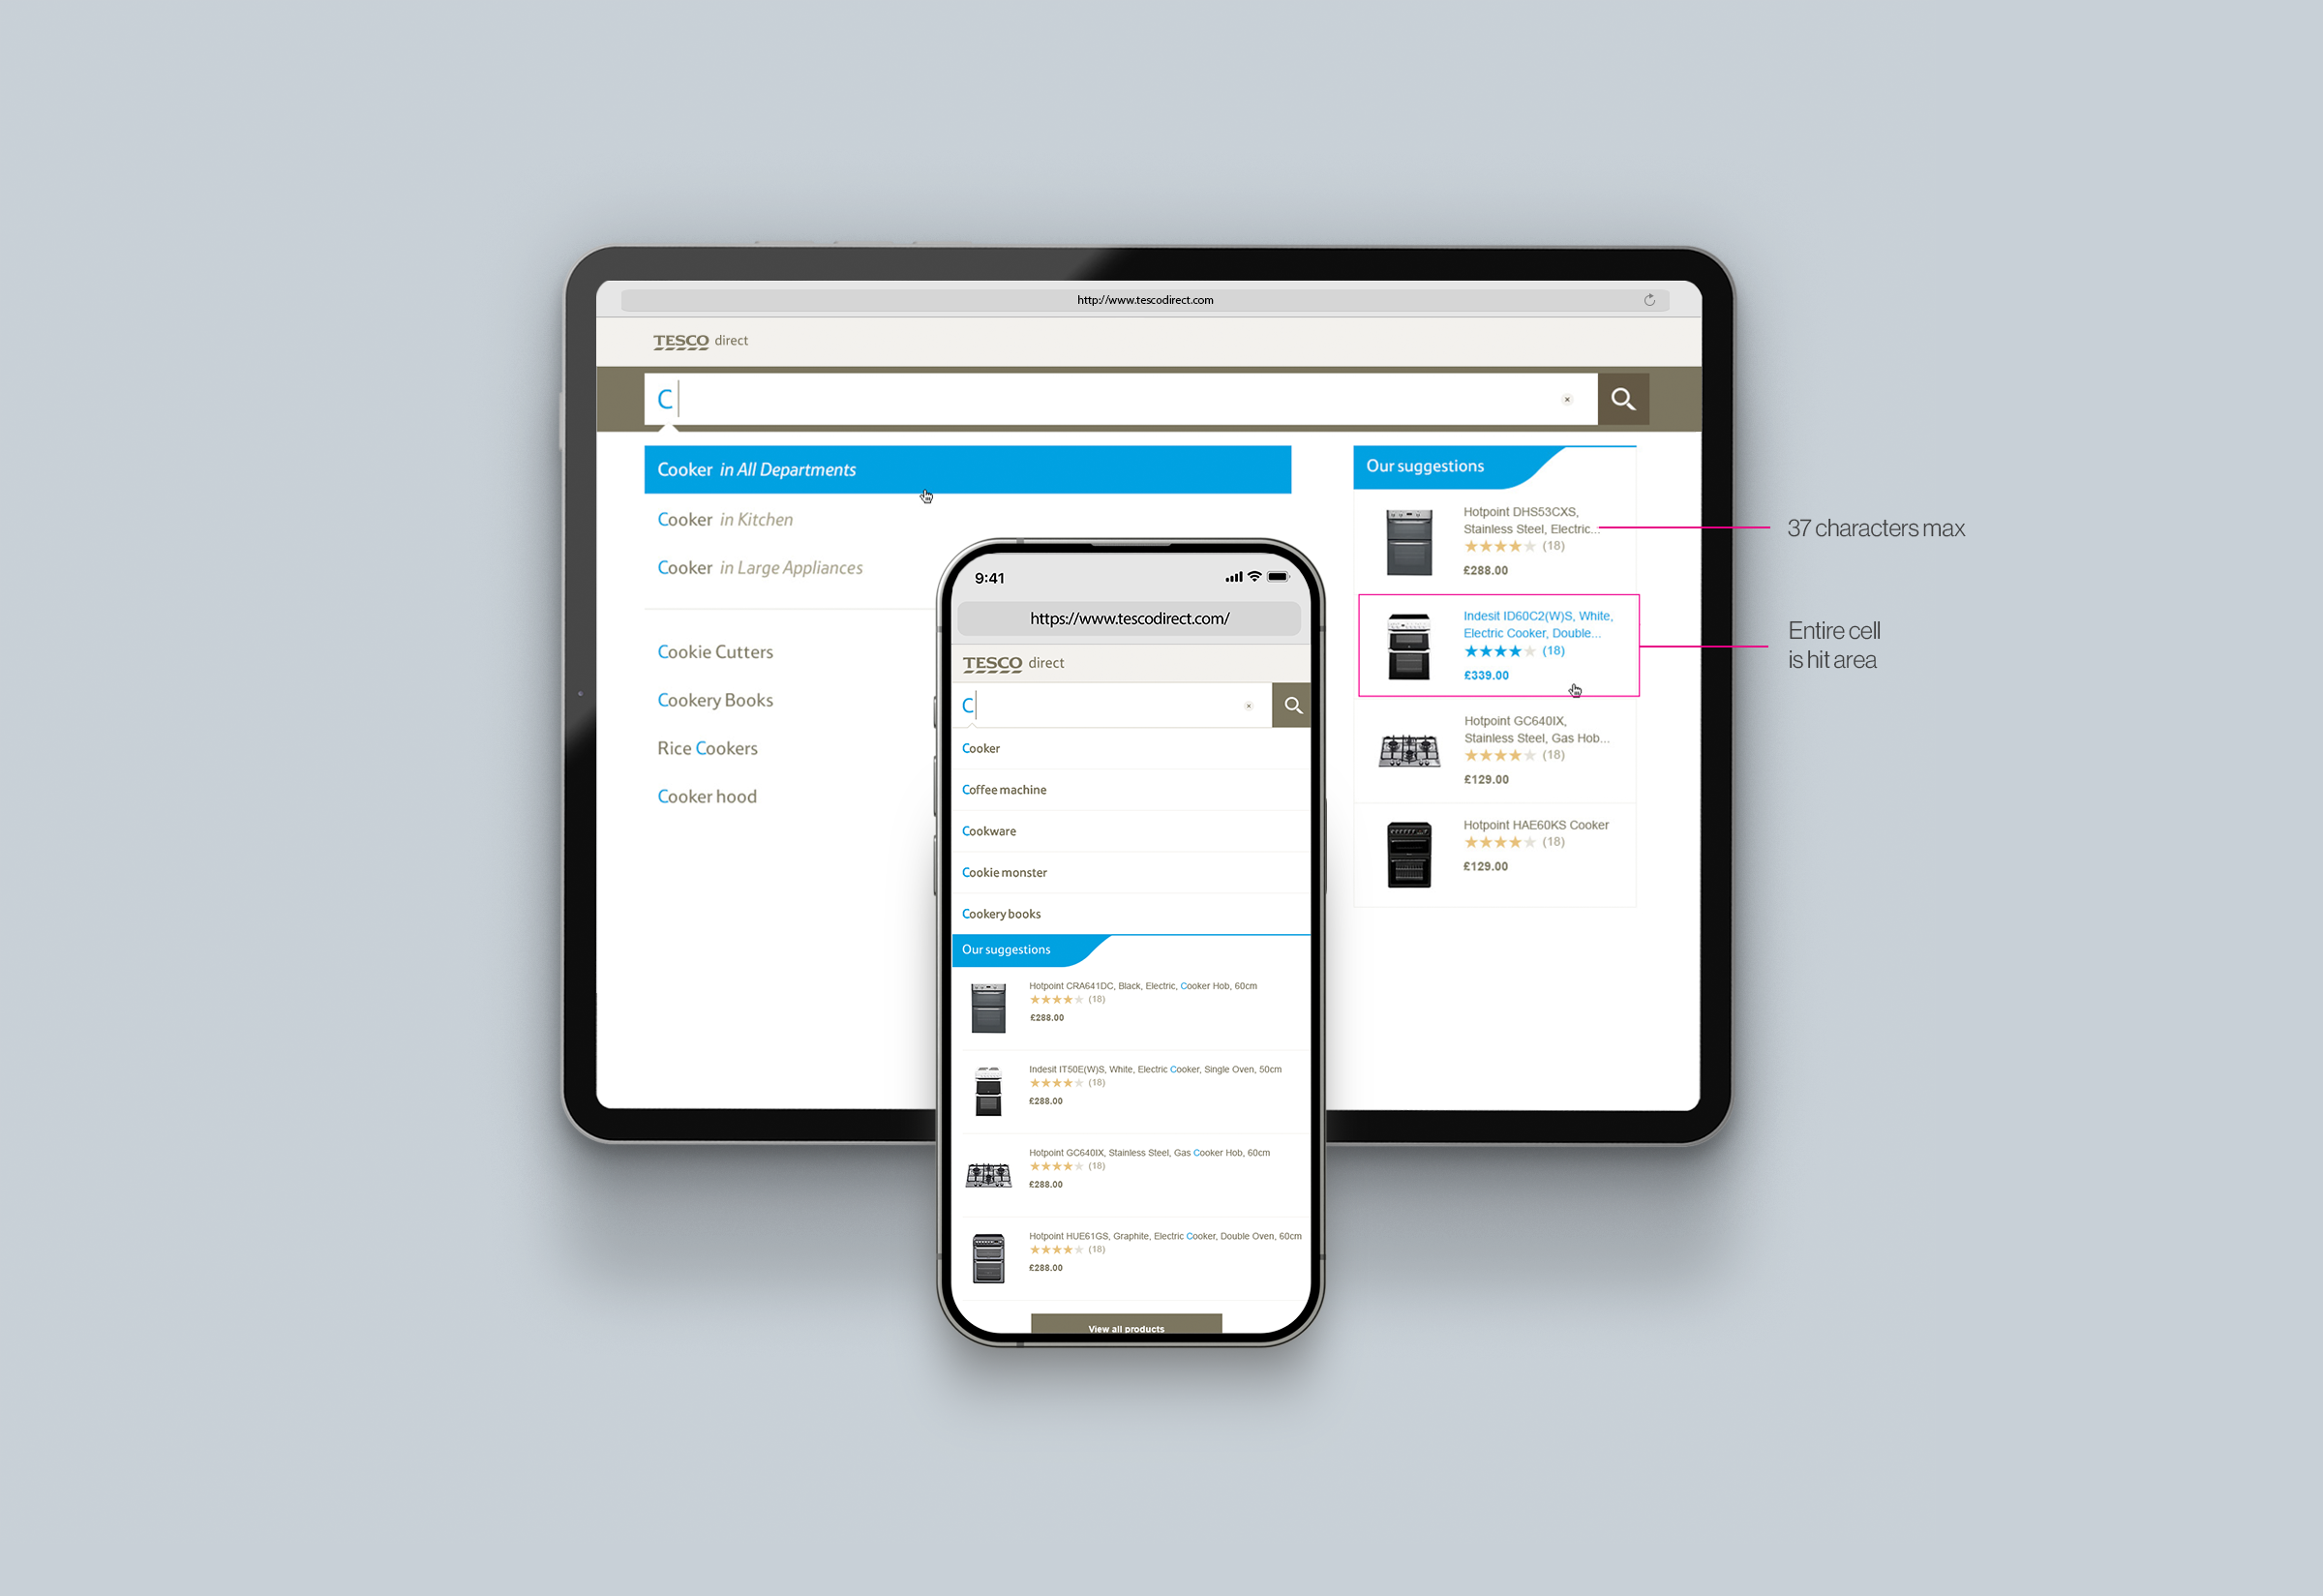 http://www.tescodirect.com
TESCO direct
C
×
Cooker in All Departments
Cooker in Kitchen
Cooker in Large Appliances
Cookie Cutters
Cookery Books
Rice Cookers
Cooker hood
Our suggestions
Hotpoint DHS53CXS,
Stainless Steel, Electric...
(18)
£288.00
Indesit ID60C2(W)S, White,
Electric Cooker, Double...
(18)
£339.00
Hotpoint GC640IX,
Stainless Steel, Gas Hob...
(18)
£129.00
Hotpoint HAE60KS Cooker
(18)
£129.00
37 characters max
Entire cell
is hit area
9:41
https://www.tescodirect.com/
TESCO direct
C
×
Cooker
Coffee machine
Cookware
Cookie monster
Cookery books
Our suggestions
Hotpoint CRA641DC, Black, Electric, Cooker Hob, 60cm
(18)
£288.00
Indesit IT50E(W)S, White, Electric Cooker, Single Oven, 50cm
(18)
£288.00
Hotpoint GC640IX, Stainless Steel, Gas Cooker Hob, 60cm
(18)
£288.00
Hotpoint HUE61GS, Graphite, Electric Cooker, Double Oven, 60cm
(18)
£288.00
View all products